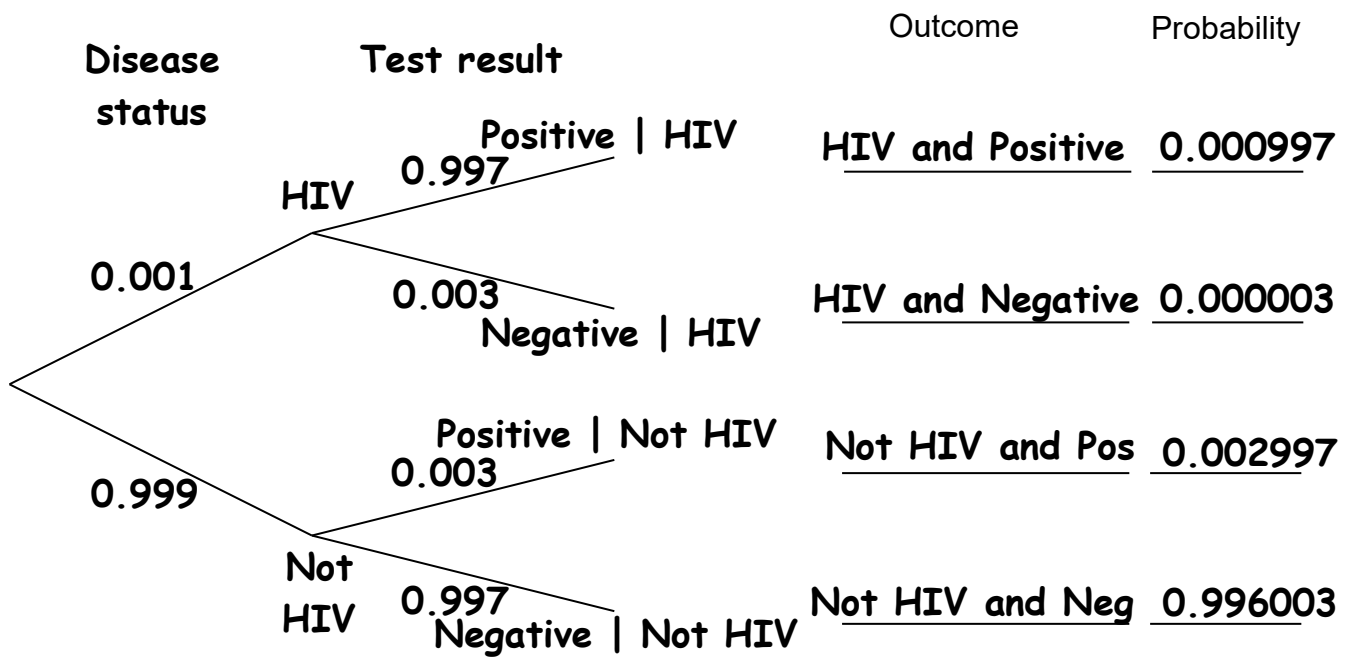 Outcome Probability
Disease status
Test result
Positive | HIV
0.997
HIV
HIV and Positive 0.000997
0.001
0.003
Negative | HIV
HIV and Negative 0.000003
Positive | Not HIV
0.003
Not HIV and Pos 0.002997
0.999
Not
HIV
0.997
Negative | Not HIV
Not HIV and Neg 0.996003